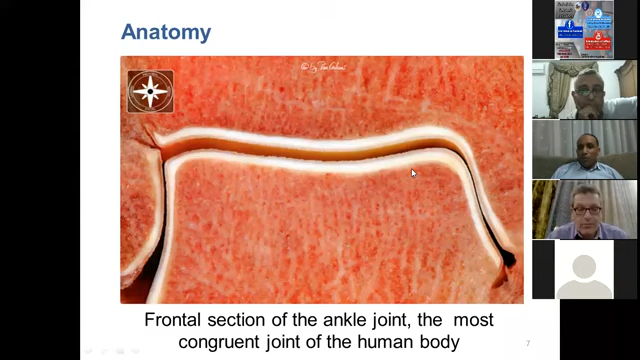 Anatomy
Frontal section of the ankle joint, the most
congruent joint of the human body
7